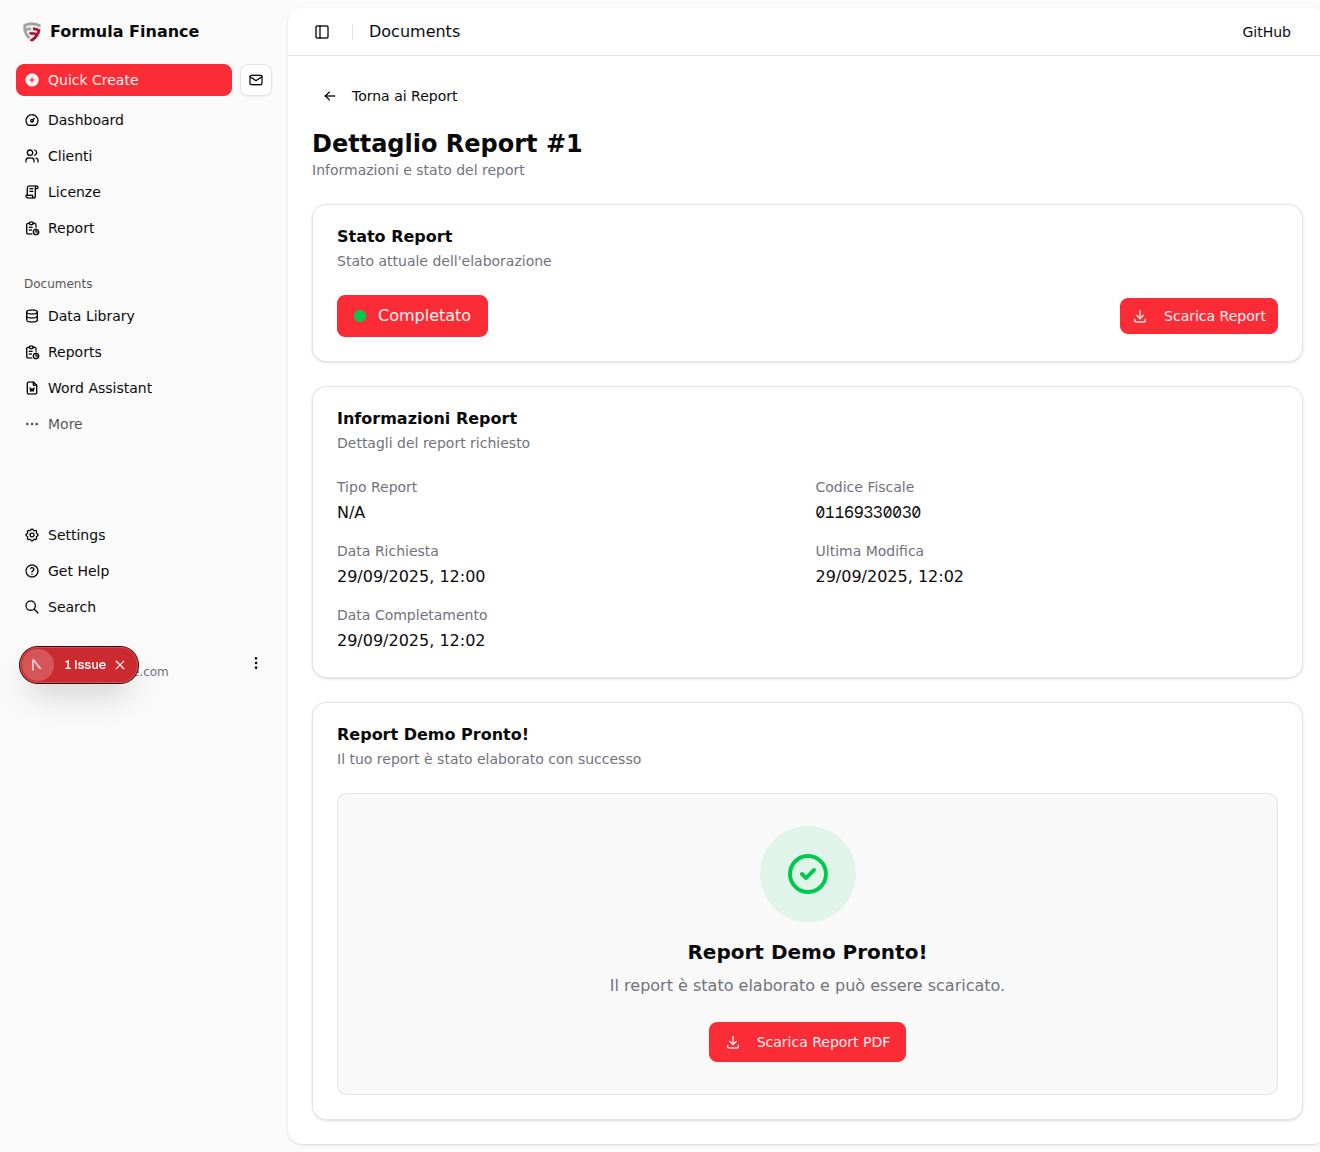 Formula Finance
Quick Create
Dashboard
Clienti
Licenze
Report
Documents
Data Library
Reports
Word Assistant
More
Settings
Get Help
Search
1 Issue
.com
Documents
GitHub
Torna ai Report
Dettaglio Report #1
Informazioni e stato del report
Stato Report
Stato attuale dell'elaborazione
Completato
Scarica Report
Informazioni Report
Dettagli del report richiesto
Tipo Report
N/A
Codice Fiscale
01169330030
Data Richiesta
29/09/2025, 12:00
Ultima Modifica
29/09/2025, 12:02
Data Completamento
29/09/2025, 12:02
Report Demo Pronto!
Il tuo report è stato elaborato con successo
Report Demo Pronto!
Il report è stato elaborato e può essere scaricato.
Scarica Report PDF